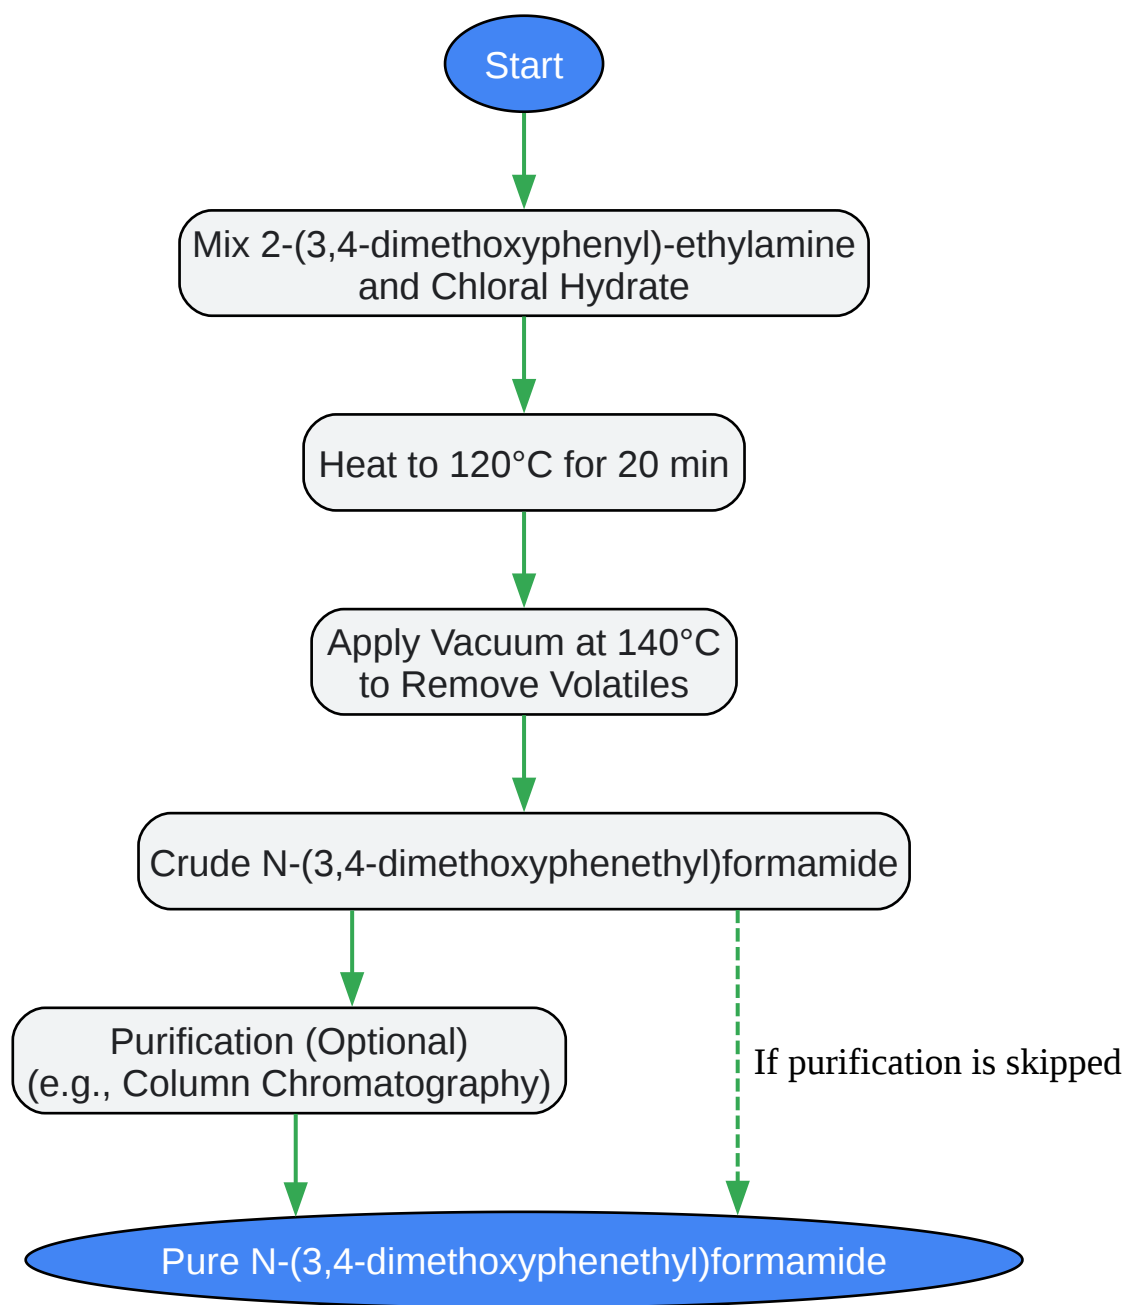 Start
Mix 2-(3,4-dimethoxyphenyl)-ethylamine
and Chloral Hydrate
Heat to 120°C for 20 min
Apply Vacuum at 140°C
to Remove Volatiles
Crude N-(3,4-dimethoxyphenethyl)formamide
Purification (Optional)
(e.g., Column Chromatography)
If purification is skipped
Pure N-(3,4-dimethoxyphenethyl)formamide